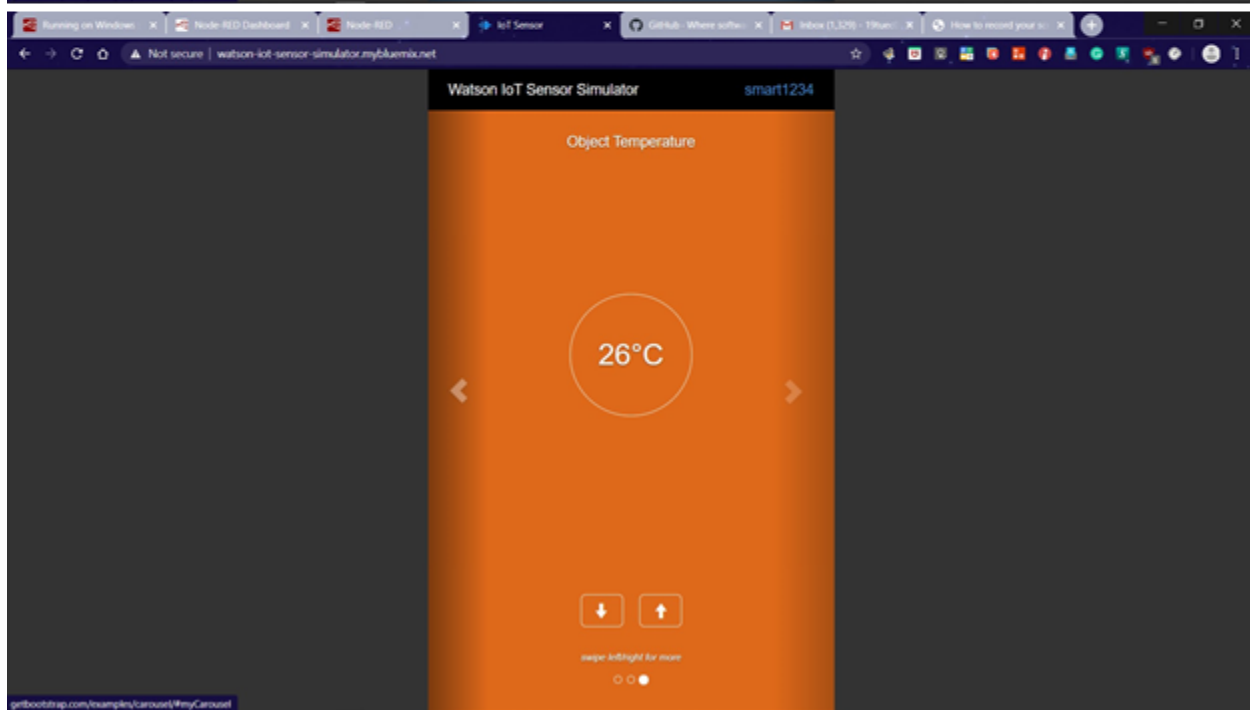 Running on Windows
Node-RED Dashboard
Node-RED
IoT Sensor
GitHub: Where softw
Inbox (1,329) - 19tuec
How to record your s
Not secure | watson-iot-sensor-simulator.mybluemix.net
Watson IoT Sensor Simulator
smart1234
Object Temperature
26°C
swipe left/right for more
getbootstrap.com/examples/carousel/#myCarousel